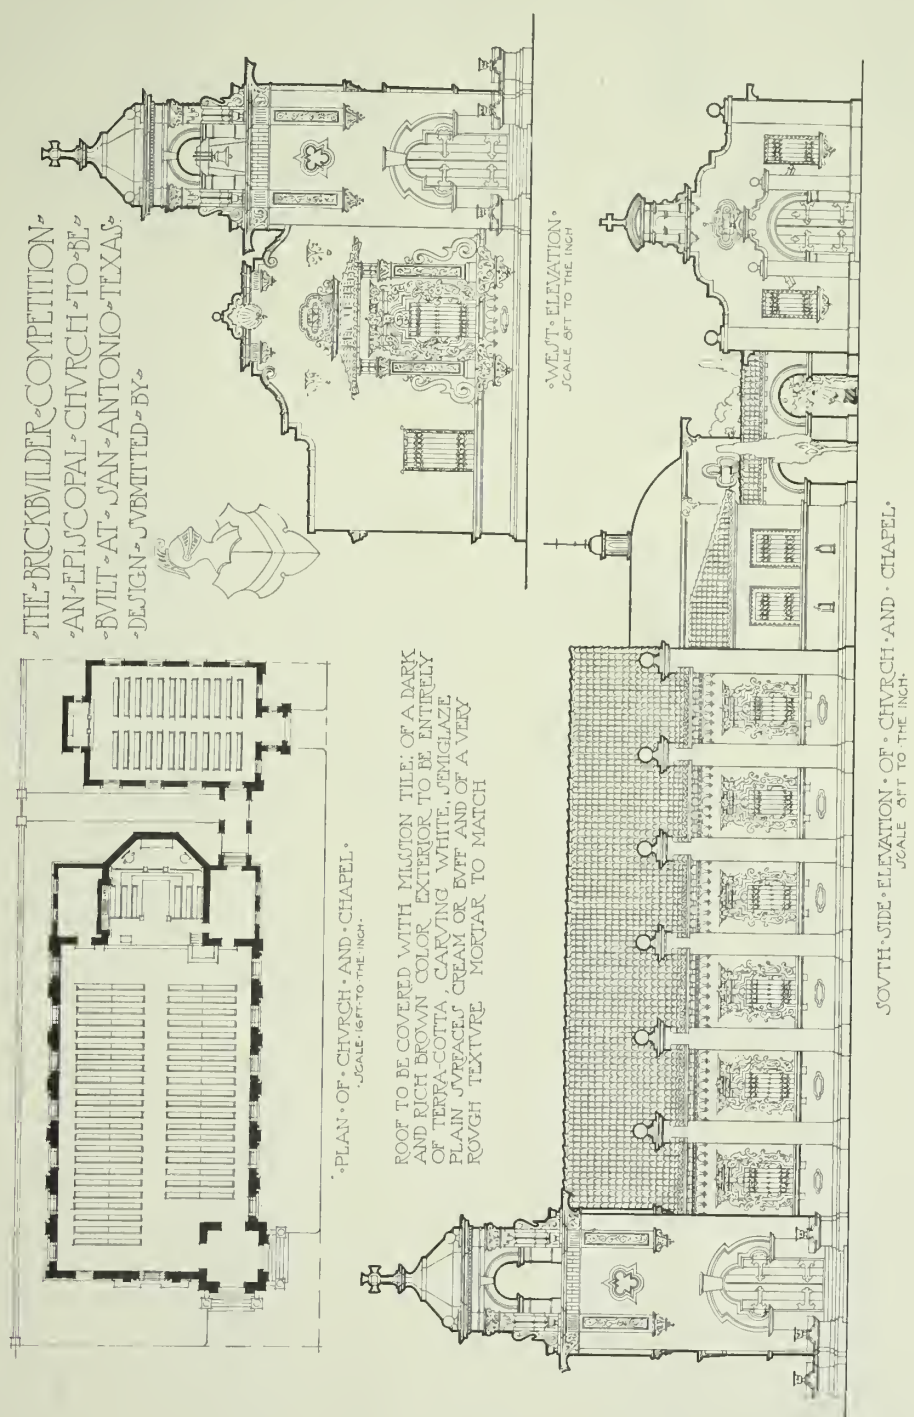 ·THE·BRICKBVILDER·COMPETITION·
·AN·EPISCOPAL·CHVRCH·TO·BE·
·BVILT·AT·SAN·ANTONIO·TEXAS·
·DESIGN·SVBMITTED·BY·
·PLAN·OF·CHVRCH·AND·CHAPEL·
·SCALE·16FT·TO·THE·INCH·
ROOF TO BE COVERED WITH MISSION TILE: OF A DARK
AND RICH BROWN COLOR EXTERIOR TO BE ENTIRELY
OF TERRA-COTTA, CARVING WHITE, SEMIGLAZE
PLAIN SVRFACES, CREAM OR BVFF AND OF A VERY
ROVGH TEXTVRE MORTAR TO MATCH
·WEST·ELEVATION·
SCALE 8FT TO THE INCH
SOVTH·SIDE·ELEVATION·OF·CHVRCH·AND·CHAPEL·
SCALE 8FT TO THE INCH·